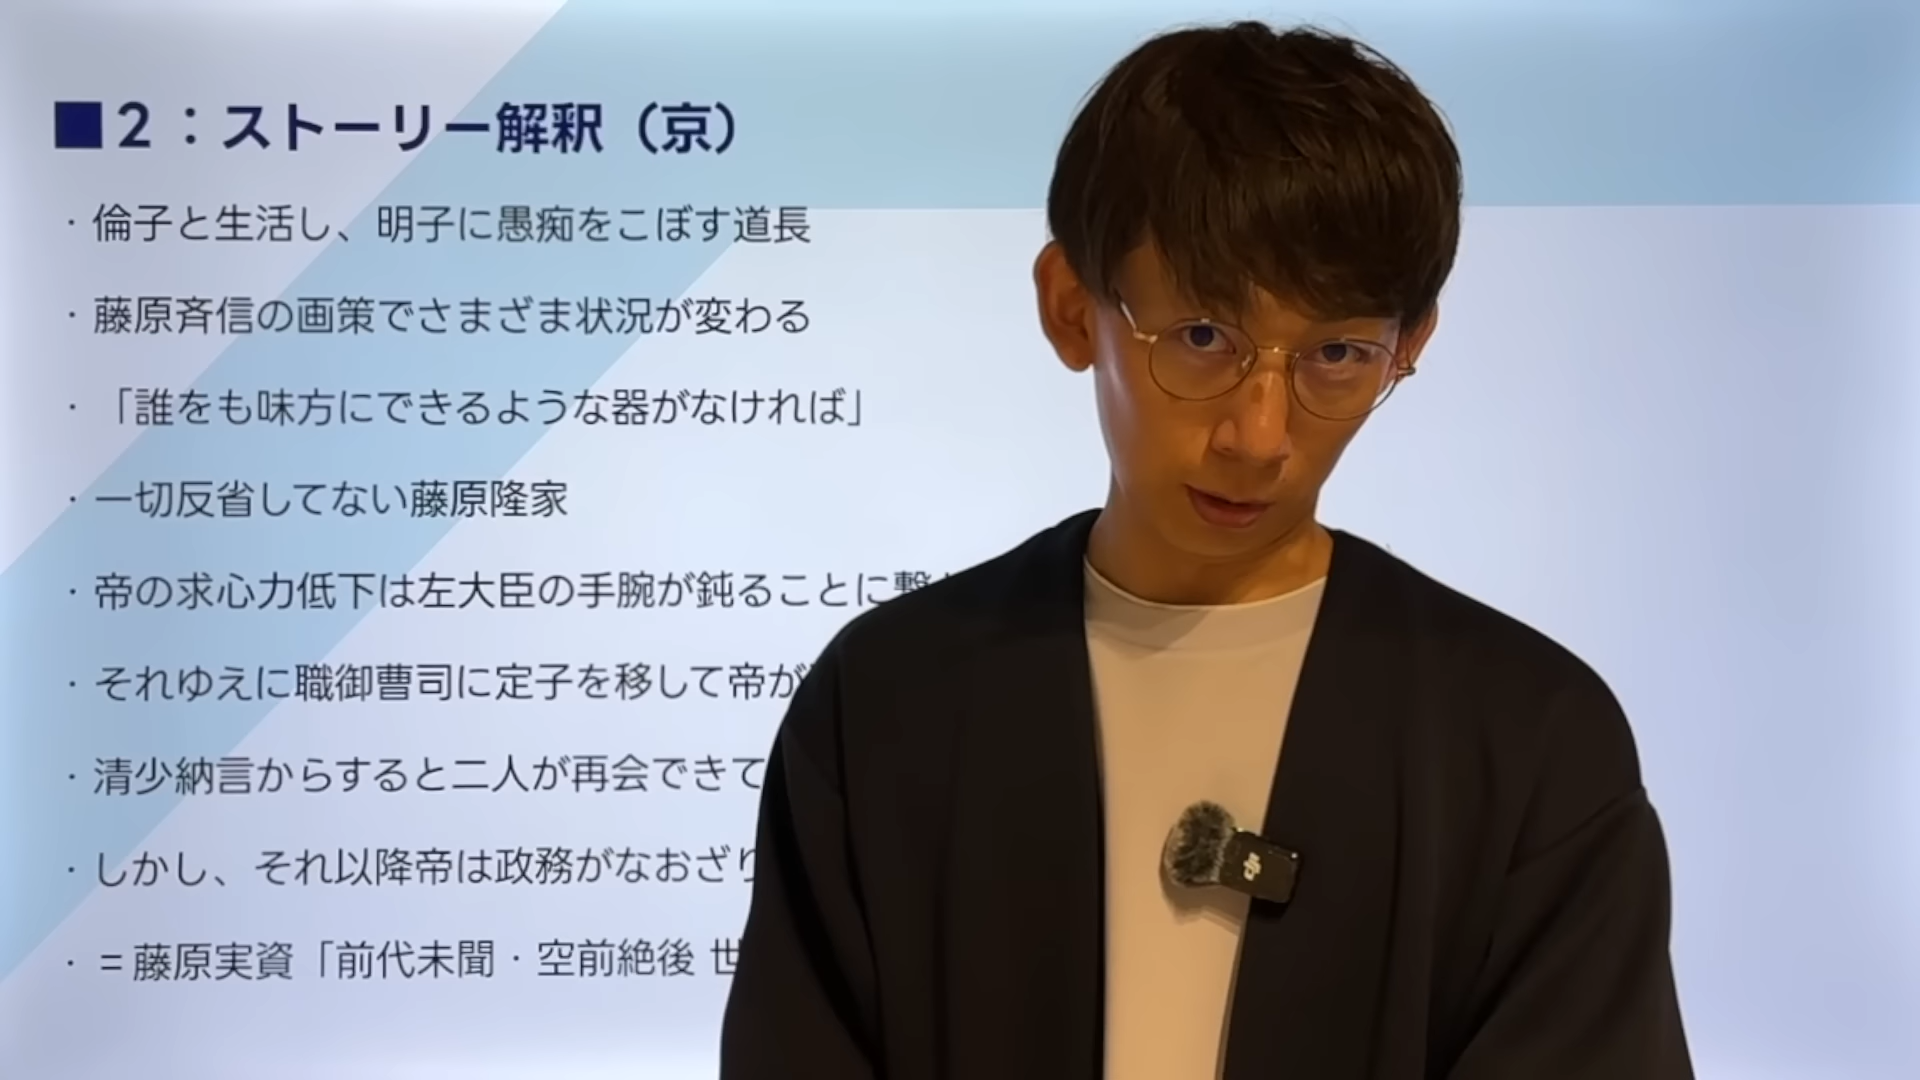 ■2：ストーリー解釈（京）
・倫子と生活し、明子に愚痴をこぼす道長
・藤原斉信の画策でさまざま状況が変わる
・「誰をも味方にできるような器がなければ」
・一切反省してない藤原隆家
・帝の求心力低下は左大臣の手腕が鈍ることに繋
・それゆえに職御曹司に定子を移して帝が
・清少納言からすると二人が再会できて
・しかし、それ以降帝は政務がなおざり
・＝藤原実資「前代未聞・空前絶後 世
dji